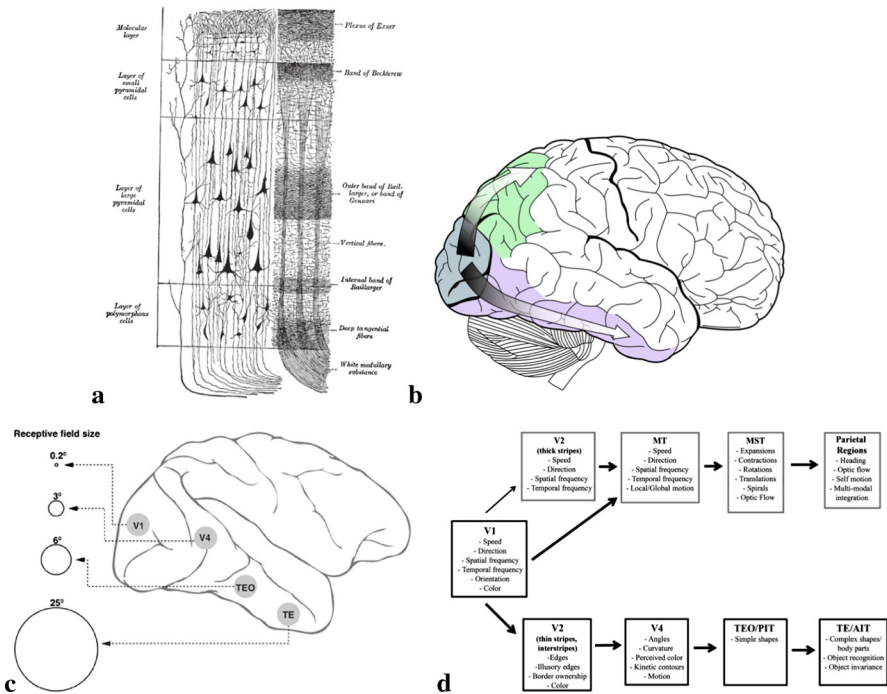 Molecular
layer
Layer of
small
pyramidal
cells
Layer of
large
pyramidal
cells
Layer of
polymorphous
cells
Plexus of Exner
Band of Bechterew
Outer band of Bail-
larger, or band of
Gennari
Vertical fibers.
Internal band of
Baillarger
Deep tangential
fibers
White medullary
substance
a
b
Receptive field size
0.2º
3º
6º
25º
V1
V4
TEO
TE
c
V1
- Speed
- Direction
- Spatial frequency
- Temporal frequency
- Orientation
- Color
V2
(thick stripes)
- Speed
- Direction
- Spatial frequency
- Temporal frequency
MT
- Speed
- Direction
- Spatial frequency
- Temporal frequency
- Local/Global motion
MST
- Expansions
- Contractions
- Rotations
- Translations
- Spirals
- Optic Flow
Parietal
Regions
- Heading
- Optic flow
- Self motion
- Multi-modal
integration
V2
(thin stripes,
interstripes)
-Edges
-Illusory edges
- Border ownership
- Color
V4
- Angles
- Curvature
- Perceived color
- Kinetic contours
- Motion
TEO/PIT
- Simple shapes
TE/AIT
- Complex shapes/
body parts
- Object recognition
- Object invariance
d